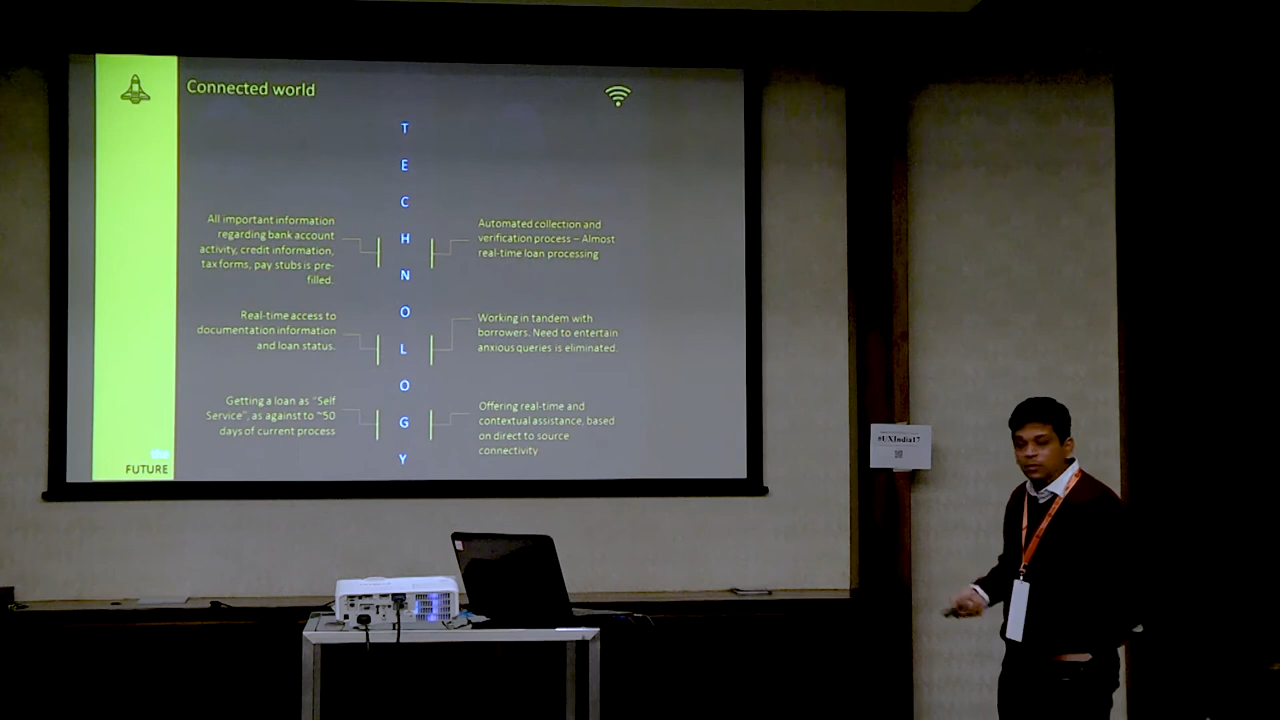 Connected world
T
E
C
H
N
O
L
O
G
Y
All important information
regarding bank account
activity, credit information,
tax forms, pay stubs is pre-
filled.
Automated collection and
verification process – Almost
real-time loan processing
Real-time access to
documentation information
and loan status.
Working in tandem with
borrowers. Need to entertain
anxious queries is eliminated.
Getting a loan as “Self
Service”, as against to ~50
days of current process
Offering real-time and
contextual assistance, based
on direct to source
connectivity
the
FUTURE
#UXIndia17